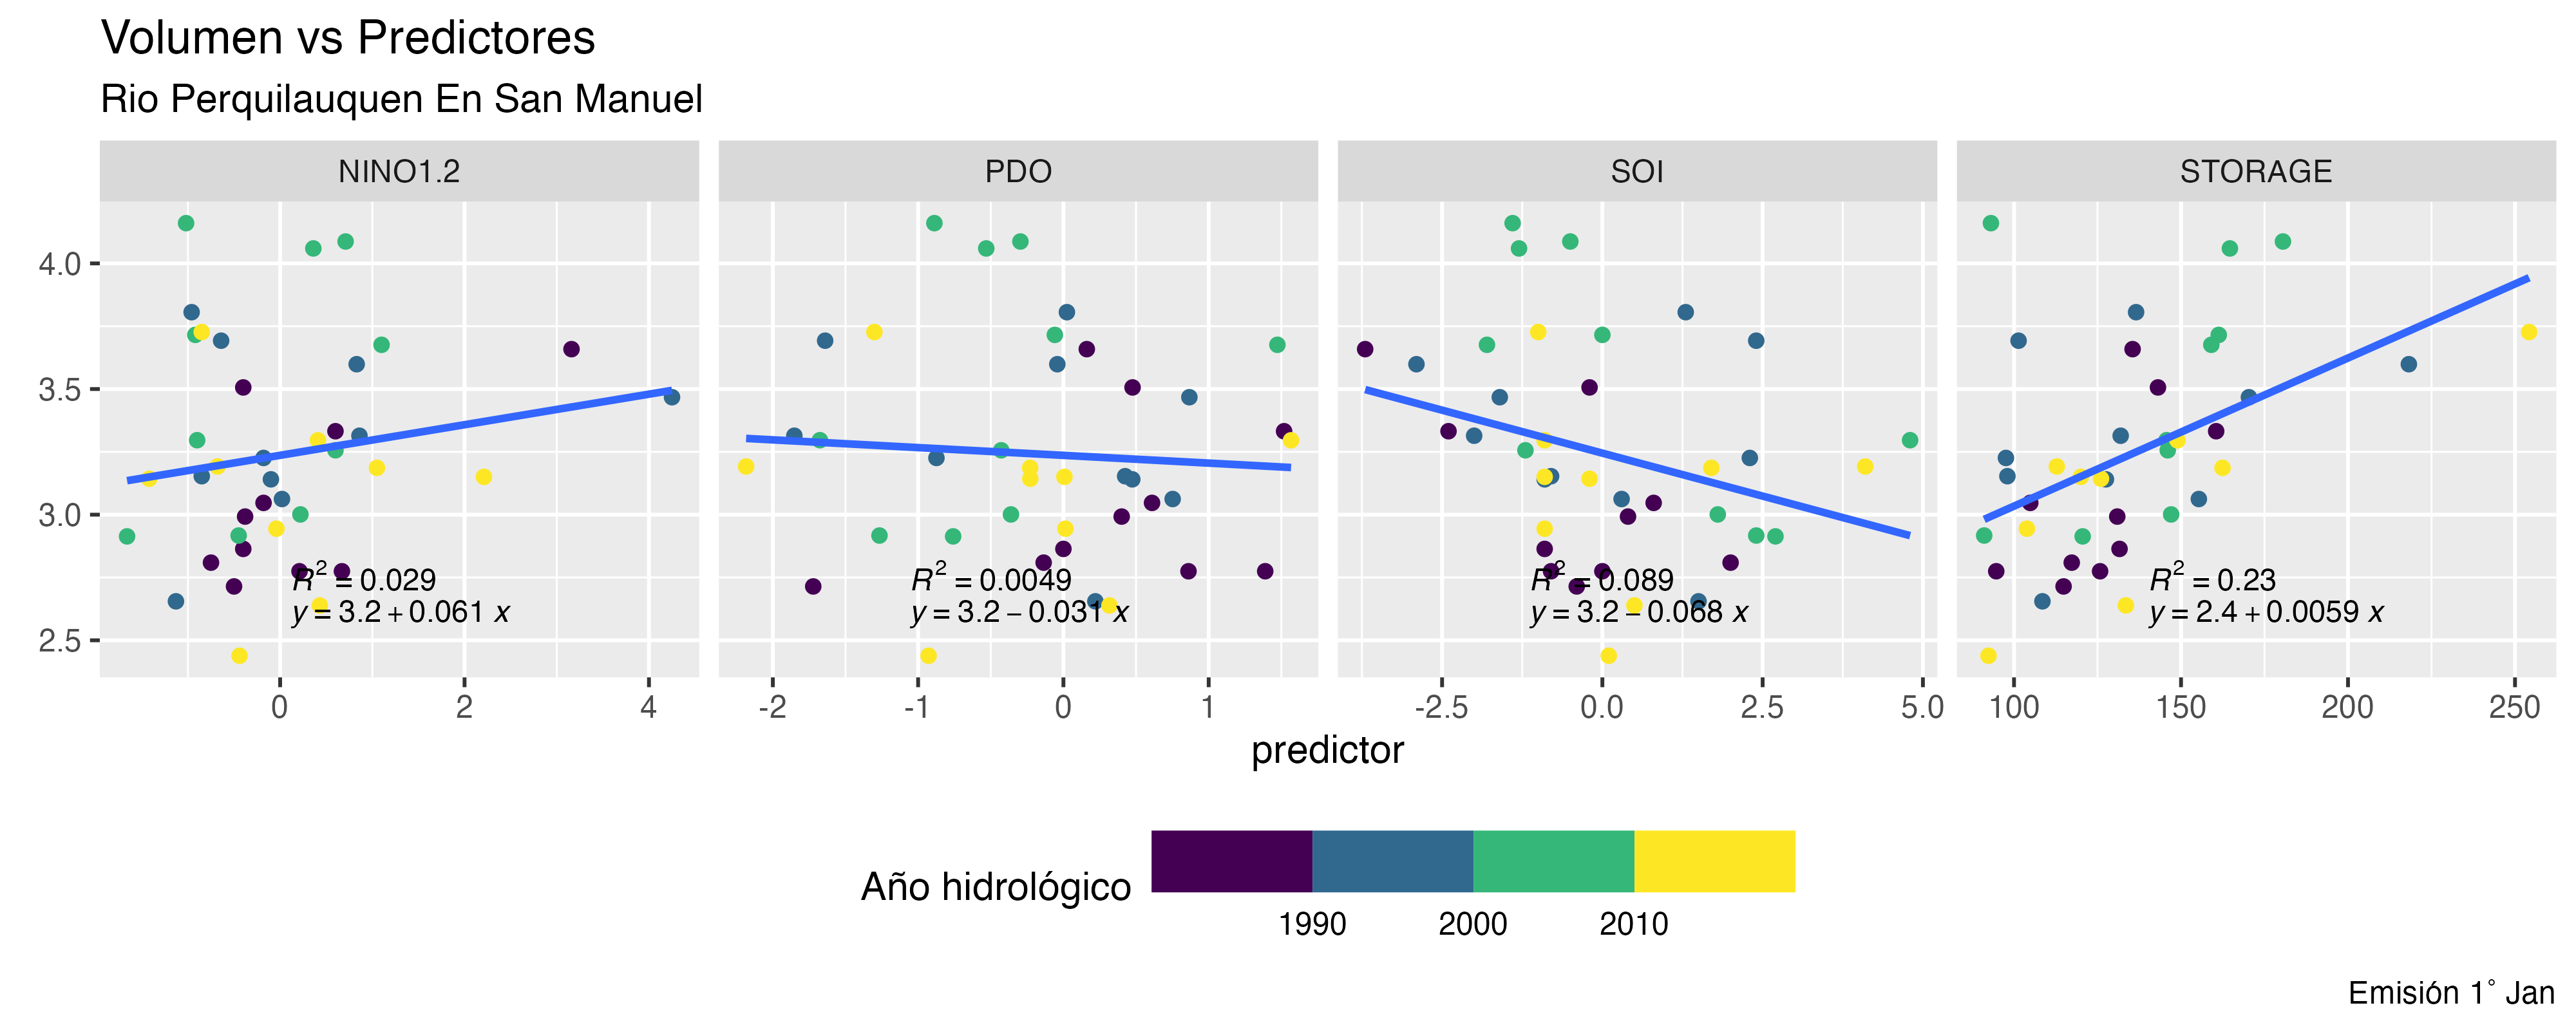 Volumen vs Predictores
Rio Perquilauquen En San Manuel
NINO1.2 PDO SOI STORAGE
4.0
3.5
3.0
2.5
R² = 0.029 R² = 0.0049 R² = 0.089 R² = 0.23
y = 3.2 + 0.061 x y = 3.2 − 0.031 x y = 3.2 − 0.068 x y = 2.4 + 0.0059 x
0 2 4 -2 -1 0 1 -2.5 0.0 2.5 5.0 100 150 200 250
predictor
Año hidrológico
1990 2000 2010
Emisión 1° Jan